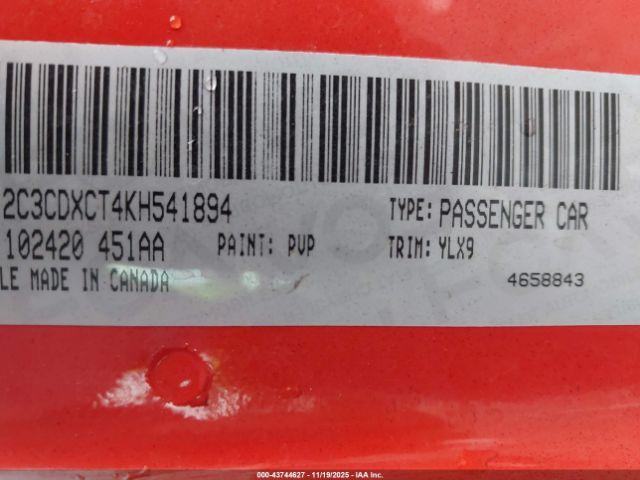 2C3CDXCT4KH541894 TYPE: PASSENGER CAR
102420 451AA PAINT: PVP TRIM: YLX9
LE MADE IN CANADA 4658843
000-43744627 - 11/19/2025 - IAA Inc.